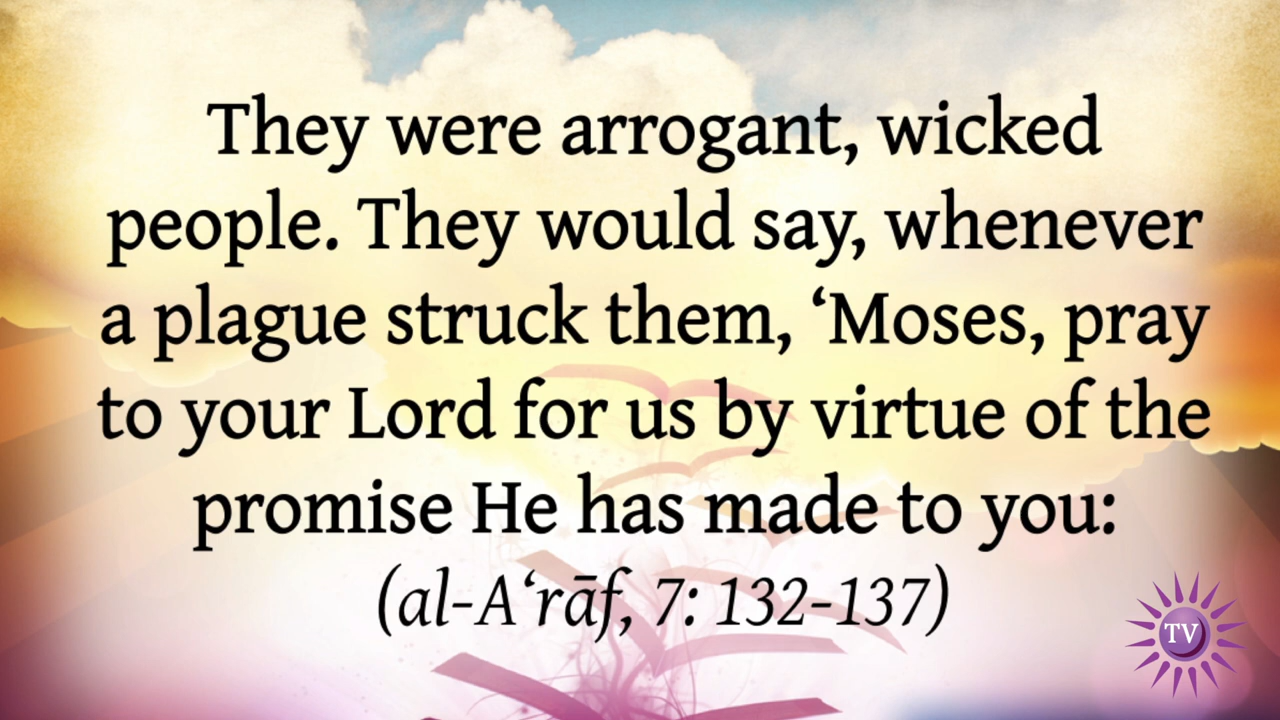 They were arrogant, wicked
people. They would say, whenever
a plague struck them, ‘Moses, pray
to your Lord for us by virtue of the
promise He has made to you:
(al-A‘rāf, 7: 132-137)
TV